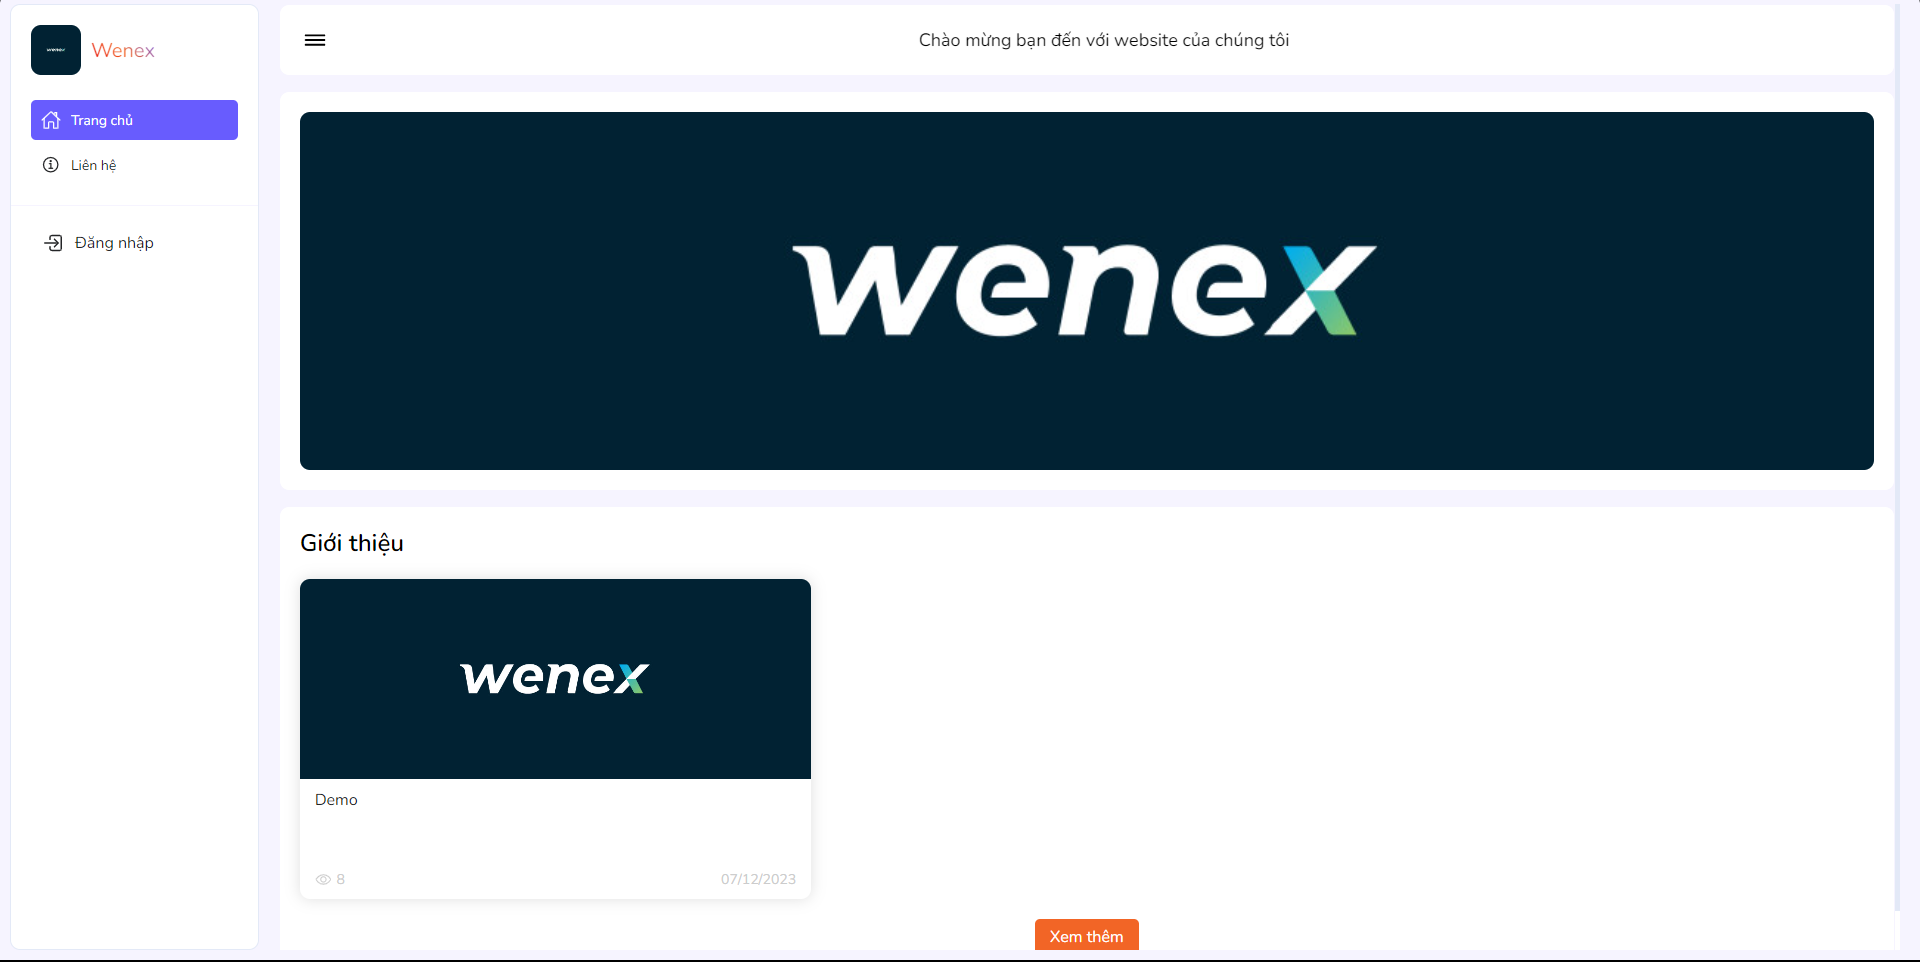 wenex
Wenex
Trang chủ
Liên hệ
Đăng nhập
Chào mừng bạn đến với website của chúng tôi
wenex
Giới thiệu
wenex
Demo
8
07/12/2023
Xem thêm